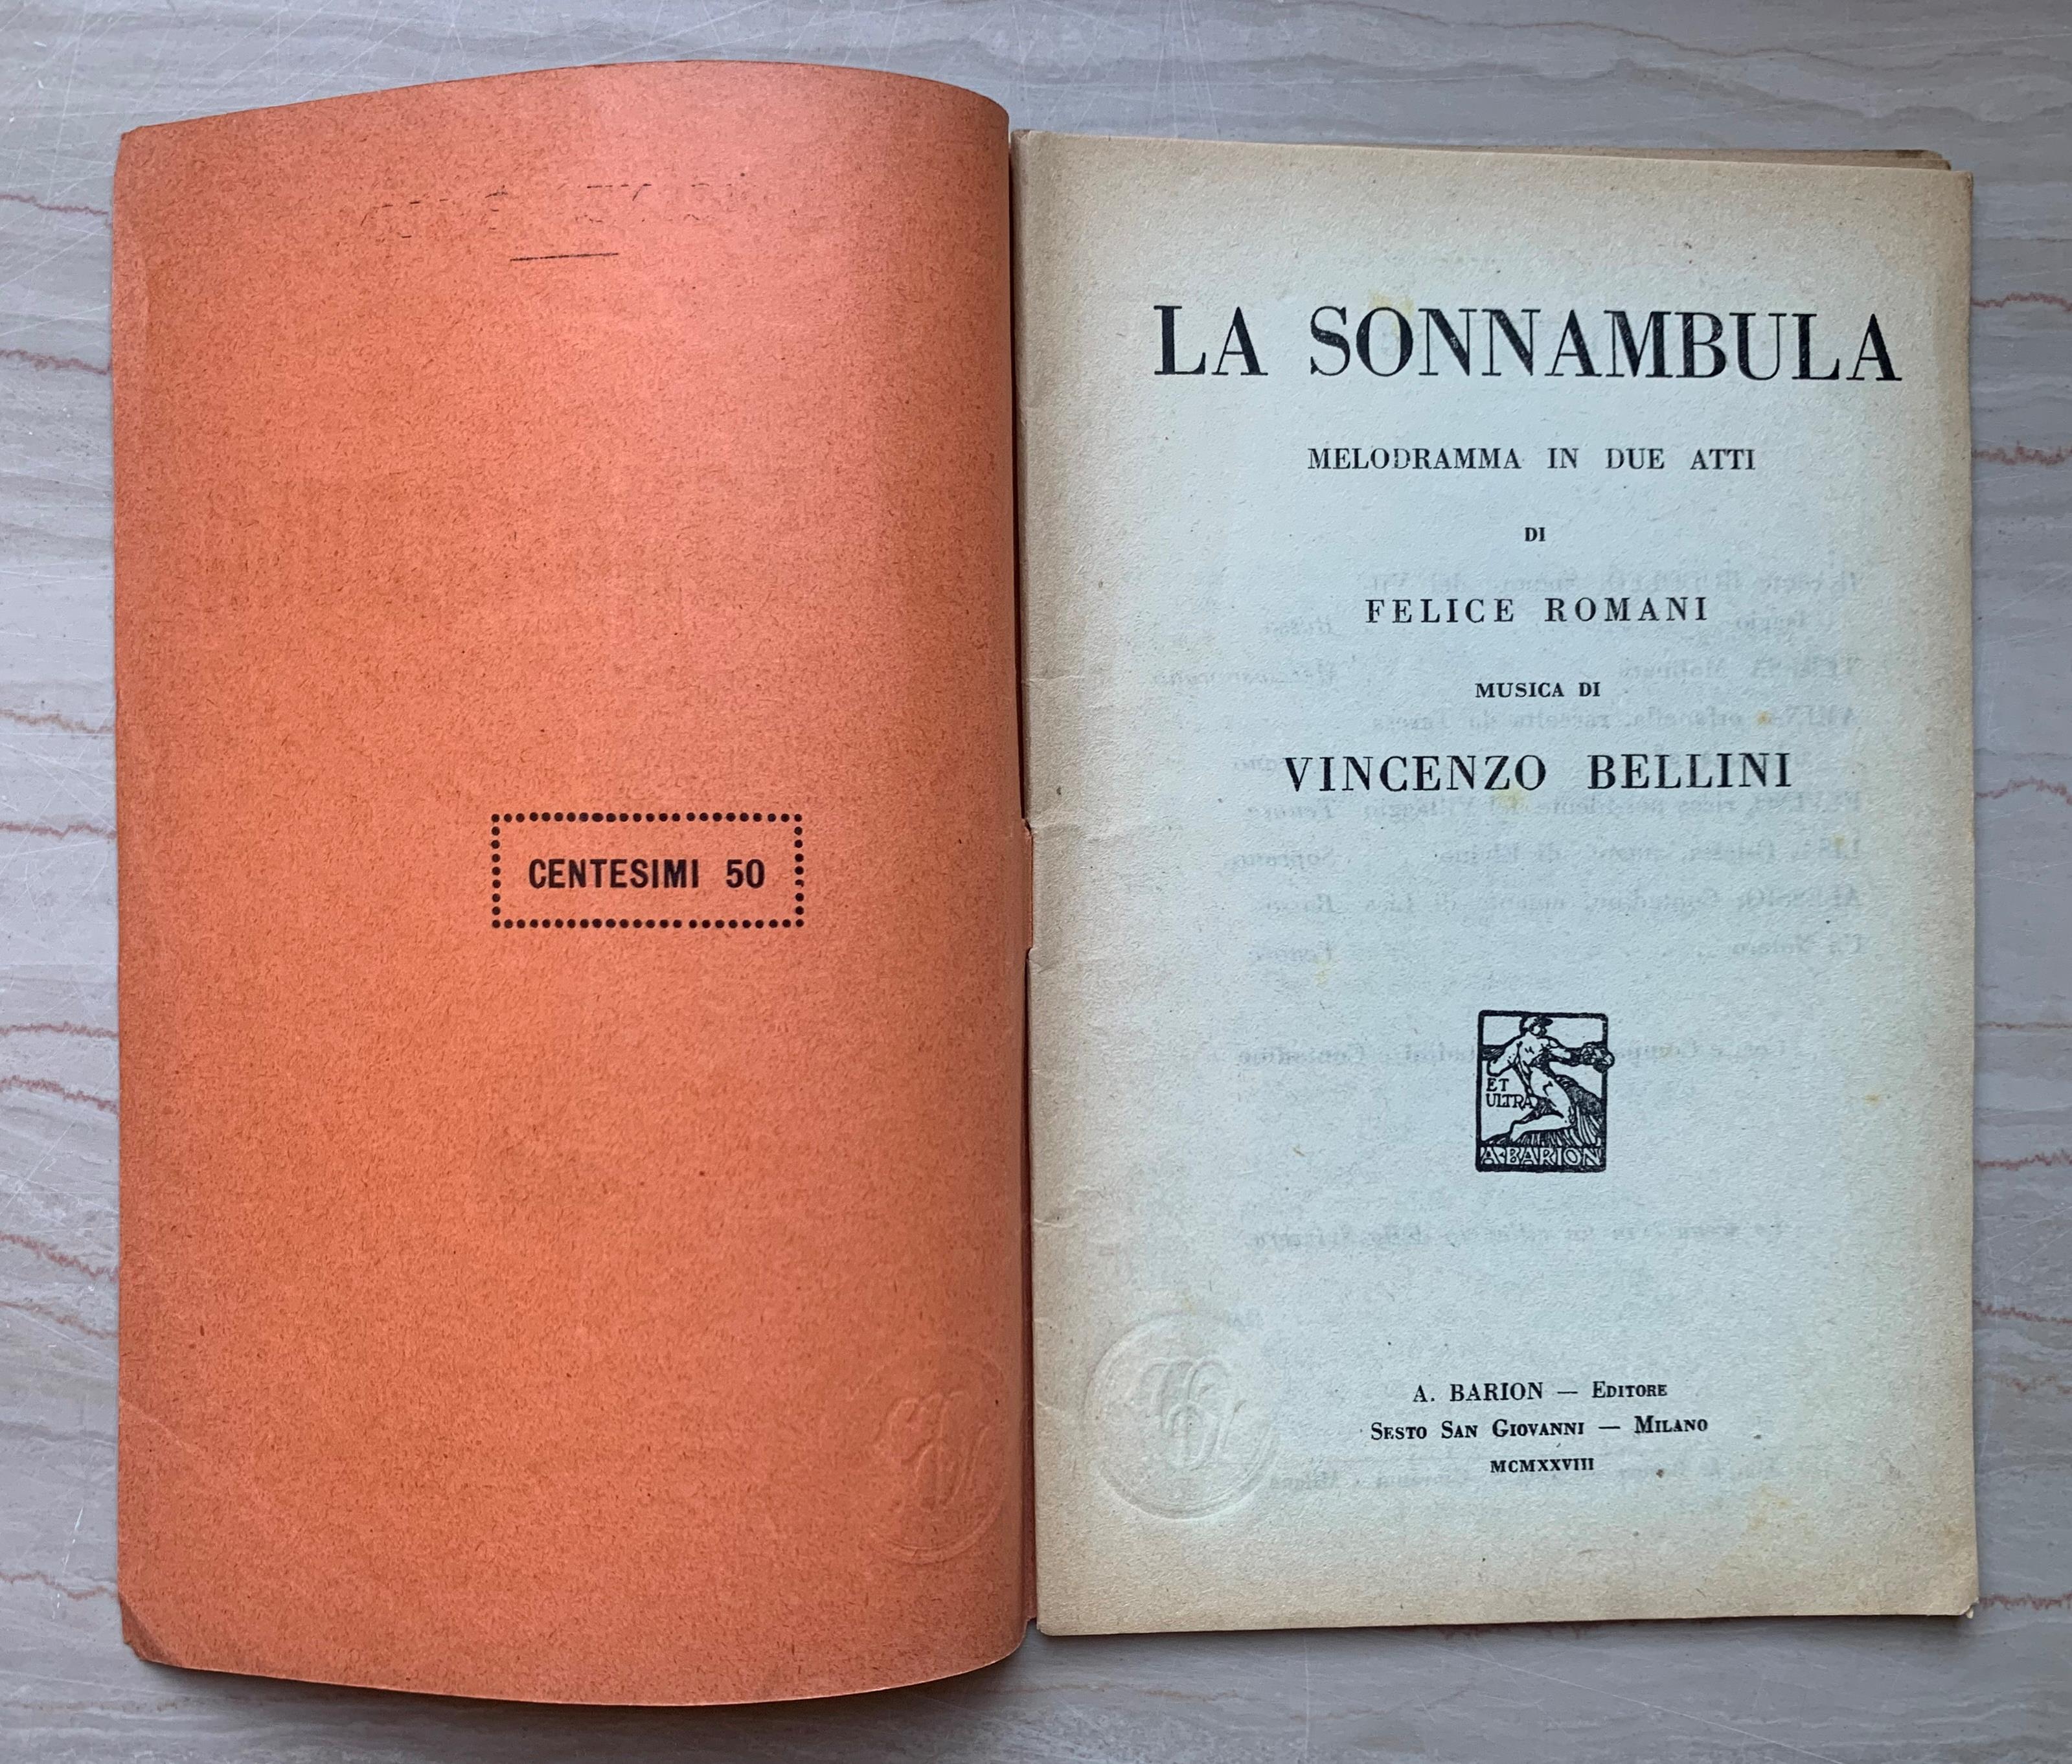 CENTESIMI 50
LA SONNAMBULA
MELODRAMMA IN DUE ATTI
DI
FELICE ROMANI
MUSICA DI
VINCENZO BELLINI
ET
ULTRA
A·BARION
A. BARION — EDITORE
SESTO SAN GIOVANNI — MILANO
MCMXXVIII